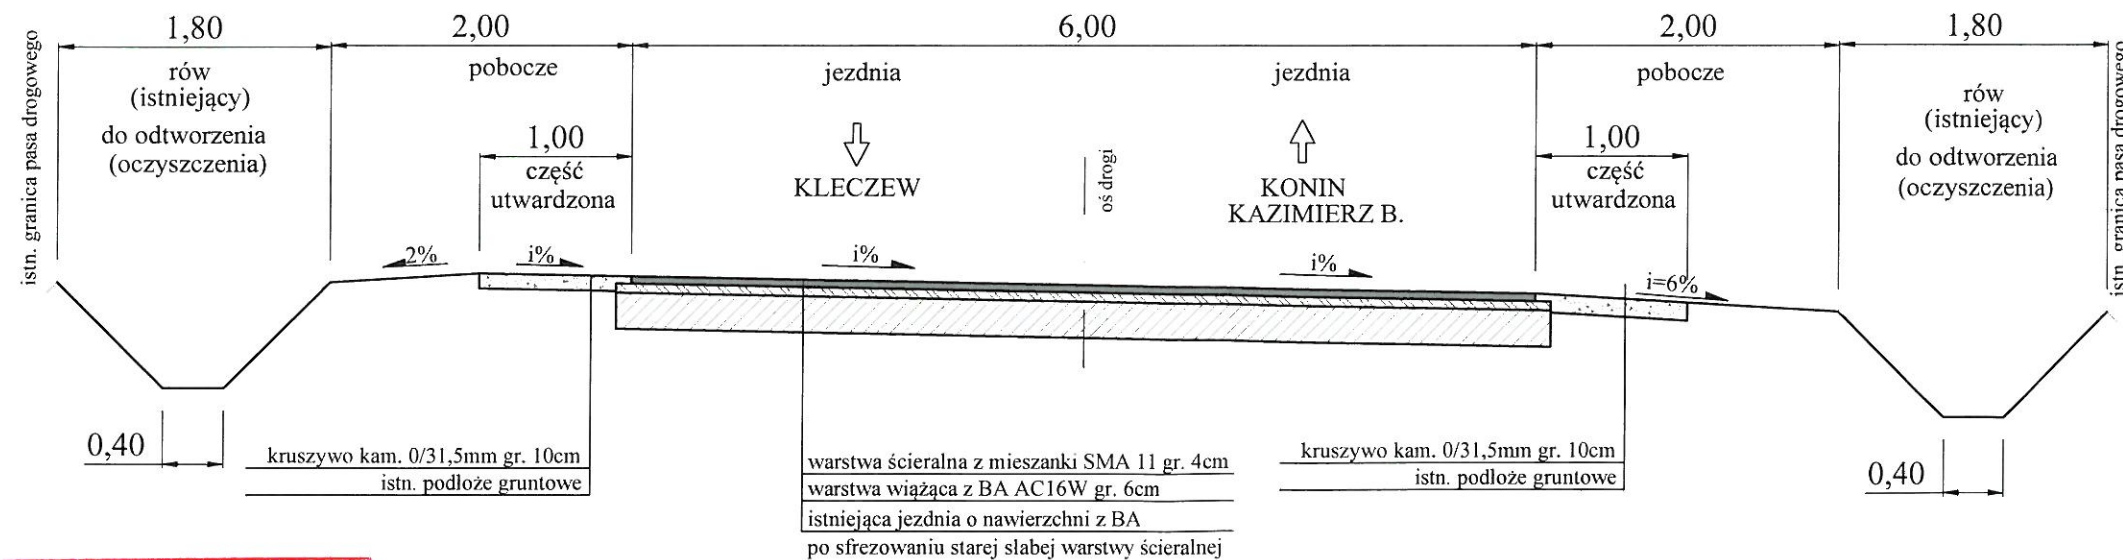 1,80
2,00
6,00
2,00
1,80
istn. granica pasa drogowego
rów
(istniejący)
do odtworzenia
(oczyszczenia)
pobocze
1,00
część
utwardzona
jezdnia
KLECZEW
oś drogi
jezdnia
KONIN
KAZIMIERZ B.
pobocze
1,00
część
utwardzona
rów
(istniejący)
do odtworzenia
(oczyszczenia)
istn. granica pasa drogowego
2%
i%
i%
i%
i=6%
0,40
kruszywo kam. 0/31,5mm gr. 10cm
istn. podłoże gruntowe
warstwa ścieralna z mieszanki SMA 11 gr. 4cm
warstwa wiążąca z BA AC16W gr. 6cm
istniejąca jezdnia o nawierzchni z BA
po sfrezowaniu starej słabej warstwy ścieralnej
kruszywo kam. 0/31,5mm gr. 10cm
istn. podłoże gruntowe
0,40